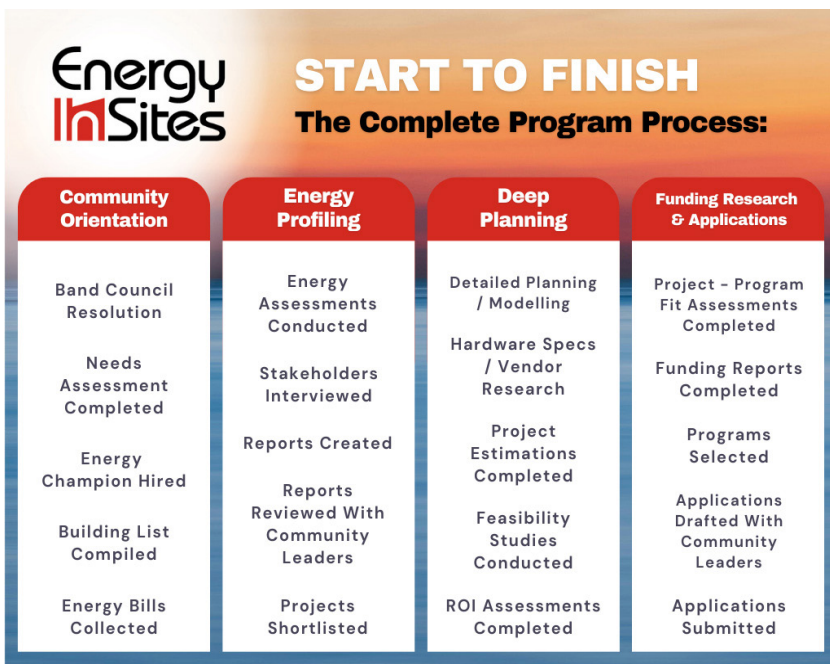 Energy
InSites
START TO FINISH
The Complete Program Process:
Community
Orientation
Band Council
Resolution
Needs
Assessment
Completed
Energy
Champion Hired
Building List
Compiled
Energy Bills
Collected
Energy
Profiling
Energy
Assessments
Conducted
Stakeholders
Interviewed
Reports Created
Reports
Reviewed With
Community
Leaders
Projects
Shortlisted
Deep
Planning
Detailed Planning
/ Modelling
Hardware Specs
/ Vendor
Research
Project
Estimations
Completed
Feasibility
Studies
Conducted
ROI Assessments
Completed
Funding Research
& Applications
Project - Program
Fit Assessments
Completed
Funding Reports
Completed
Programs
Selected
Applications
Drafted With
Community
Leaders
Applications
Submitted